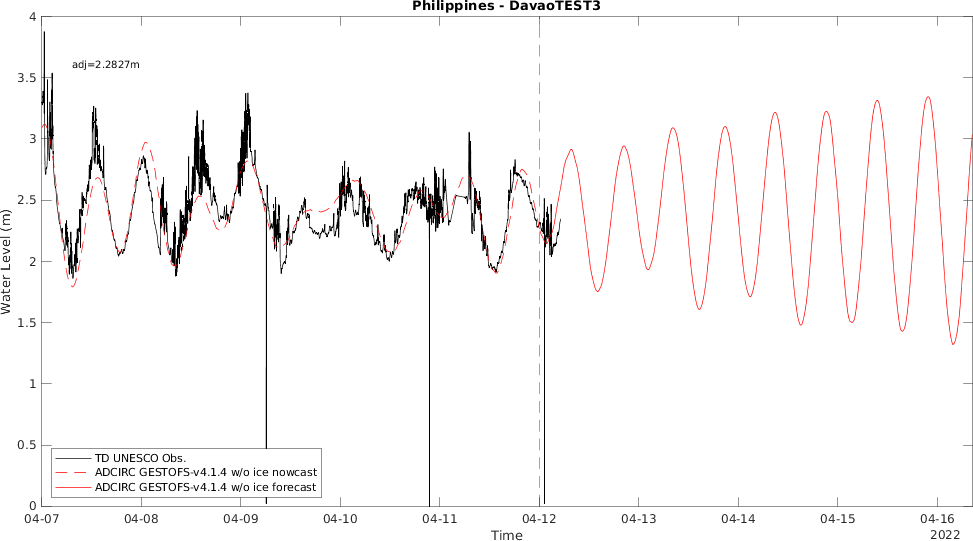 Philippines - DavaoTEST3
adj=2.2827m
Water Level (m)
4
3.5
3
2.5
2
1.5
1
0.5
0
TD UNESCO Obs.
ADCIRC GESTOFS-v4.1.4 w/o ice nowcast
ADCIRC GESTOFS-v4.1.4 w/o ice forecast
04-07 04-08 04-09 04-10 04-11 04-12 04-13 04-14 04-15 04-16
Time
2022